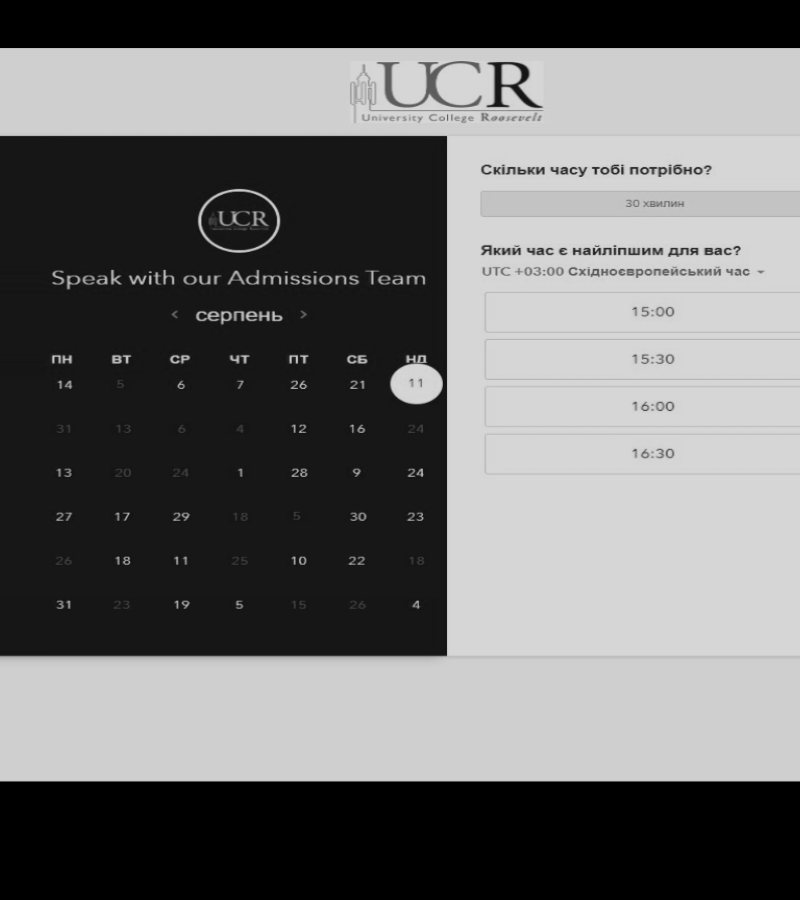 UCR
University College Roosevelt
UCR
Speak with our Admissions Team
< серпень >
ПН ВТ СР ЧТ ПТ СБ НД
14 5 6 7 26 21 11
31 13 6 4 12 16 24
13 20 24 1 28 9 24
27 17 29 18 5 30 23
26 18 11 25 10 22 18
31 23 19 5 15 26 4
Скільки часу тобі потрібно?
30 хвилин
Який час є найліпшим для вас?
UTC +03:00 Східноєвропейський час
15:00
15:30
16:00
16:30